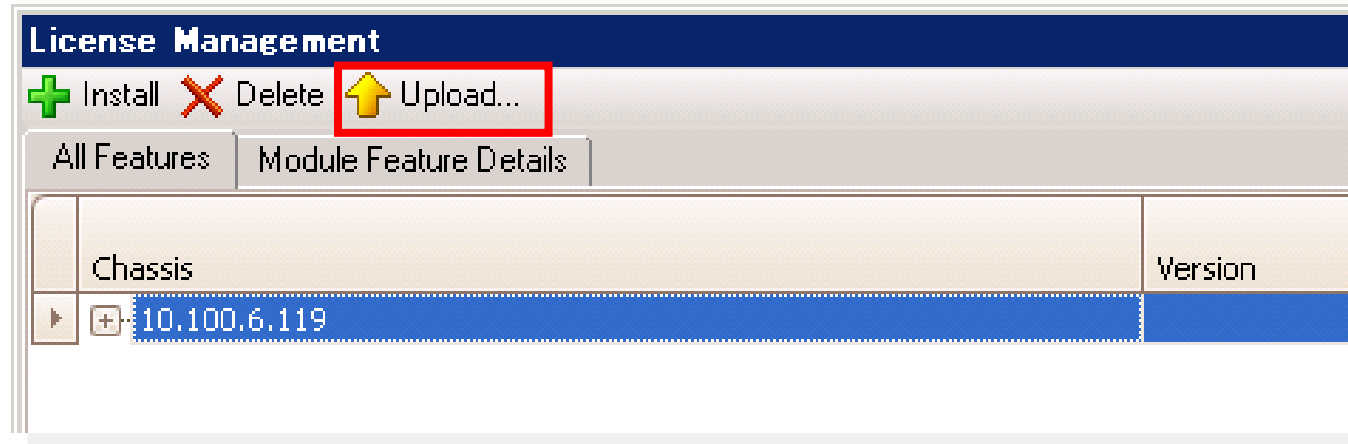 License Management
Install Delete Upload...
All Features Module Feature Details
Chassis Version
10.100.6.119